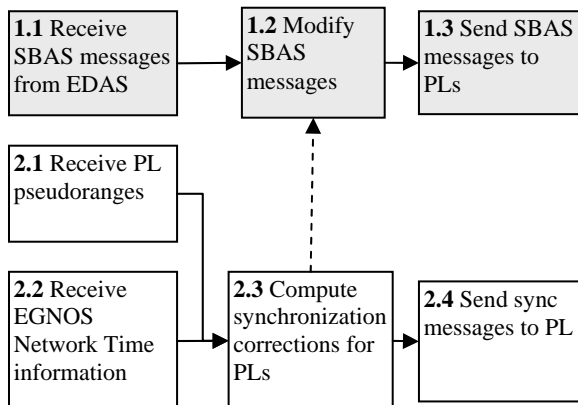 1.1 Receive
SBAS messages
from EDAS
1.2 Modify
SBAS
messages
1.3 Send SBAS
messages to
PLs
2.1 Receive PL
pseudoranges
2.2 Receive
EGNOS
Network Time
information
2.3 Compute
synchronization
corrections for
PLs
2.4 Send sync
messages to PL